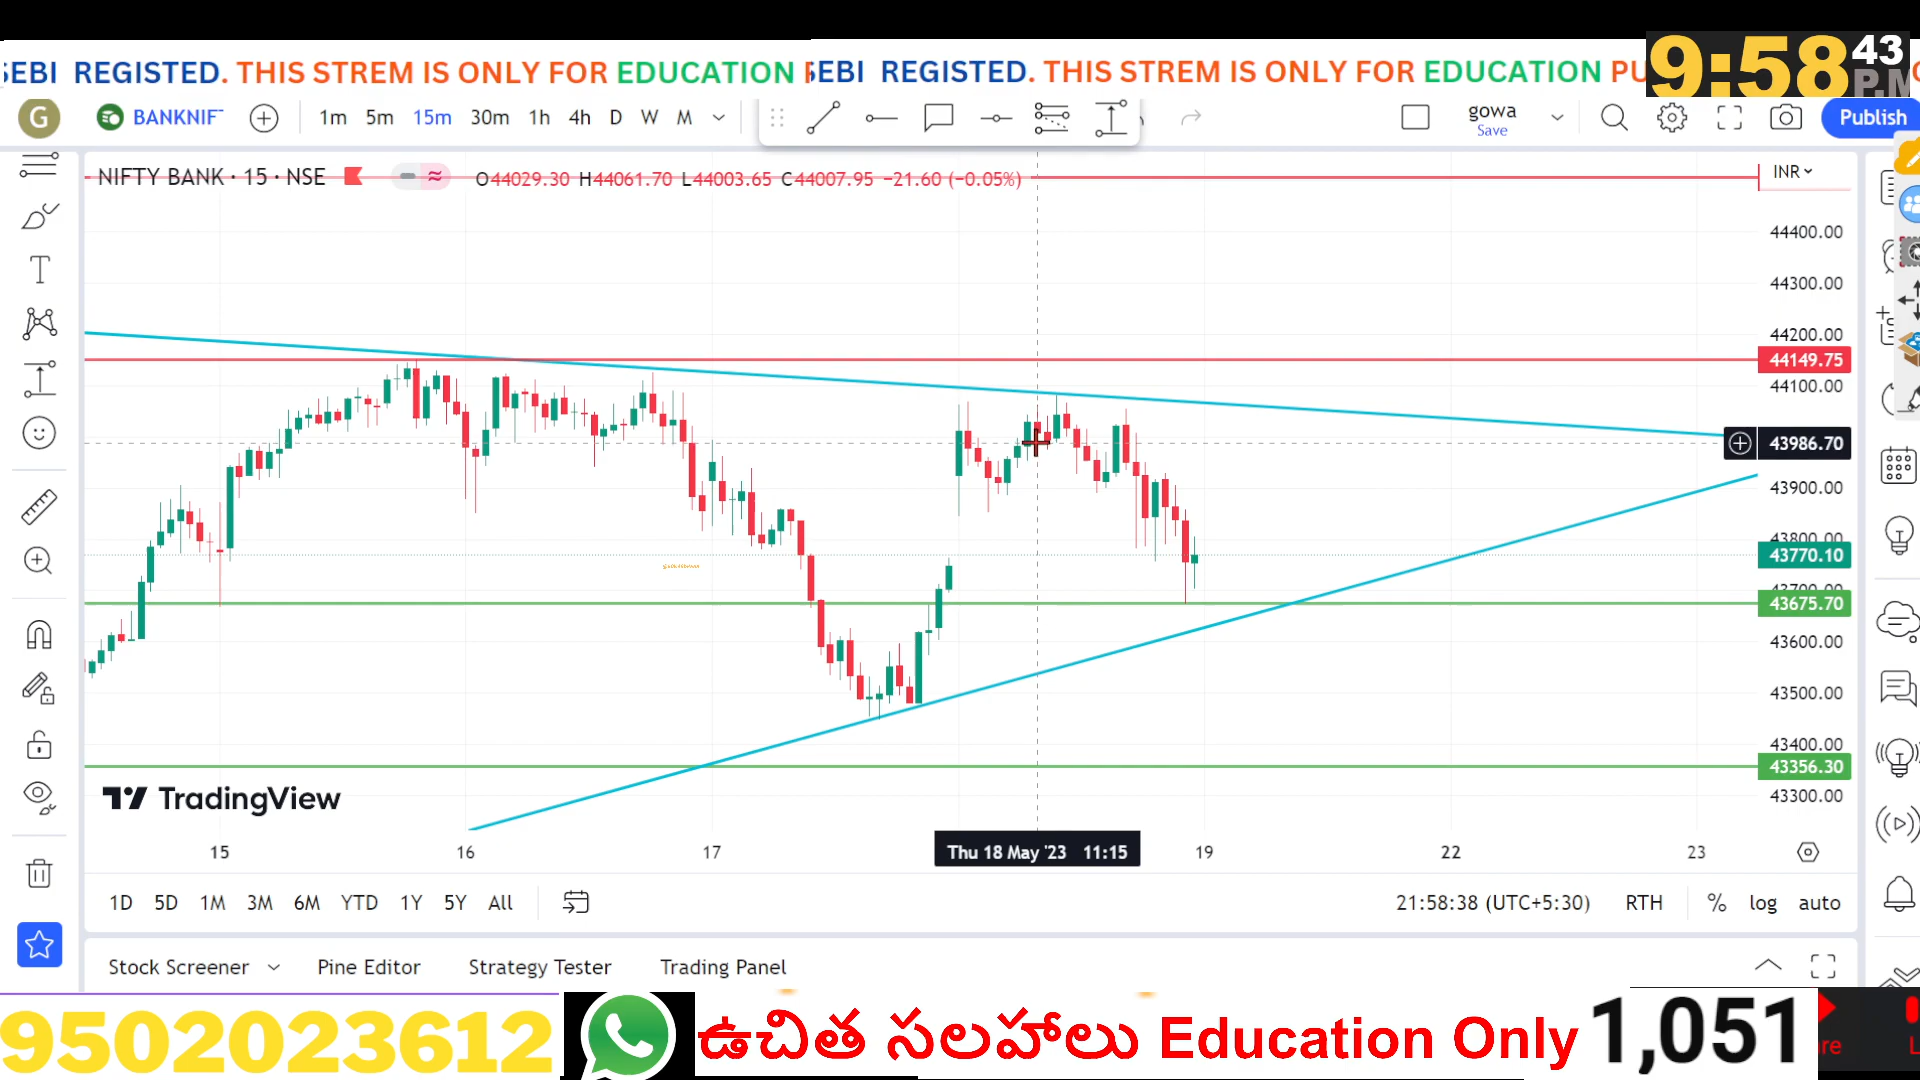 SEBI REGISTED. THIS STREM IS ONLY FOR EDUCATION SEBI REGISTED. THIS STREM IS ONLY FOR EDUCATION PU
9:58 43 P.M
G BANKNIF 1m 5m 15m 30m 1h 4h D W M gowa Save Publish
NIFTY BANK · 15 · NSE O44029.30 H44061.70 L44003.65 C44007.95 −21.60 (−0.05%) INR
44400.00
44300.00
44200.00
44149.75
44100.00
43986.70
43900.00
43800.00
43770.10
43700.00
43675.70
43600.00
43500.00
43400.00
43356.30
43300.00
TradingView
15 16 17 Thu 18 May '23 11:15 19 22 23
1D 5D 1M 3M 6M YTD 1Y 5Y All 21:58:38 (UTC+5:30) RTH % log auto
Stock Screener Pine Editor Strategy Tester Trading Panel
9502023612 ఉచిత సలహాలు Education Only 1,051